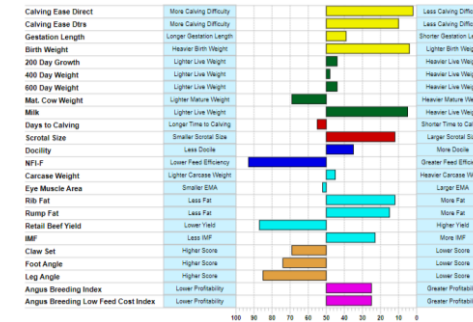 Calving Ease Direct More Calving Difficulty Less Calving Diffic
Calving Ease Dtrs More Calving Difficulty Less Calving Diffic
Gestation Length Longer Gestation Length Shorter Gestation Le
Birth Weight Heavier Birth Weight Lighter Birth Weig
200 Day Growth Lighter Live Weight Heavier Live Weig
400 Day Weight Lighter Live Weight Heavier Live Weig
600 Day Weight Lighter Live Weight Heavier Live Weig
Mat. Cow Weight Lighter Mature Weight Heavier Mature We
Milk Lighter Live Weight Heavier Live Weig
Days to Calving Longer Time to Calving Shorter Time to Cal
Scrotal Size Smaller Scrotal Size Larger Scrotal Siz
Docility Less Docile More Docile
NFI-F Lower Feed Efficiency Greater Feed Efficie
Carcase Weight Lighter Carcase Weight Heavier Carcase We
Eye Muscle Area Smaller EMA Larger EMA
Rib Fat Less Fat More Fat
Rump Fat Less Fat More Fat
Retail Beef Yield Lower Yield Higher Yield
IMF Less IMF More IMF
Claw Set Higher Score Lower Score
Foot Angle Higher Score Lower Score
Leg Angle Higher Score Lower Score
Angus Breeding Index Lower Profitability Greater Profitabil
Angus Breeding Low Feed Cost Index Lower Profitability Greater Profitabil
100 90 80 70 60 50 40 30 20 10 0